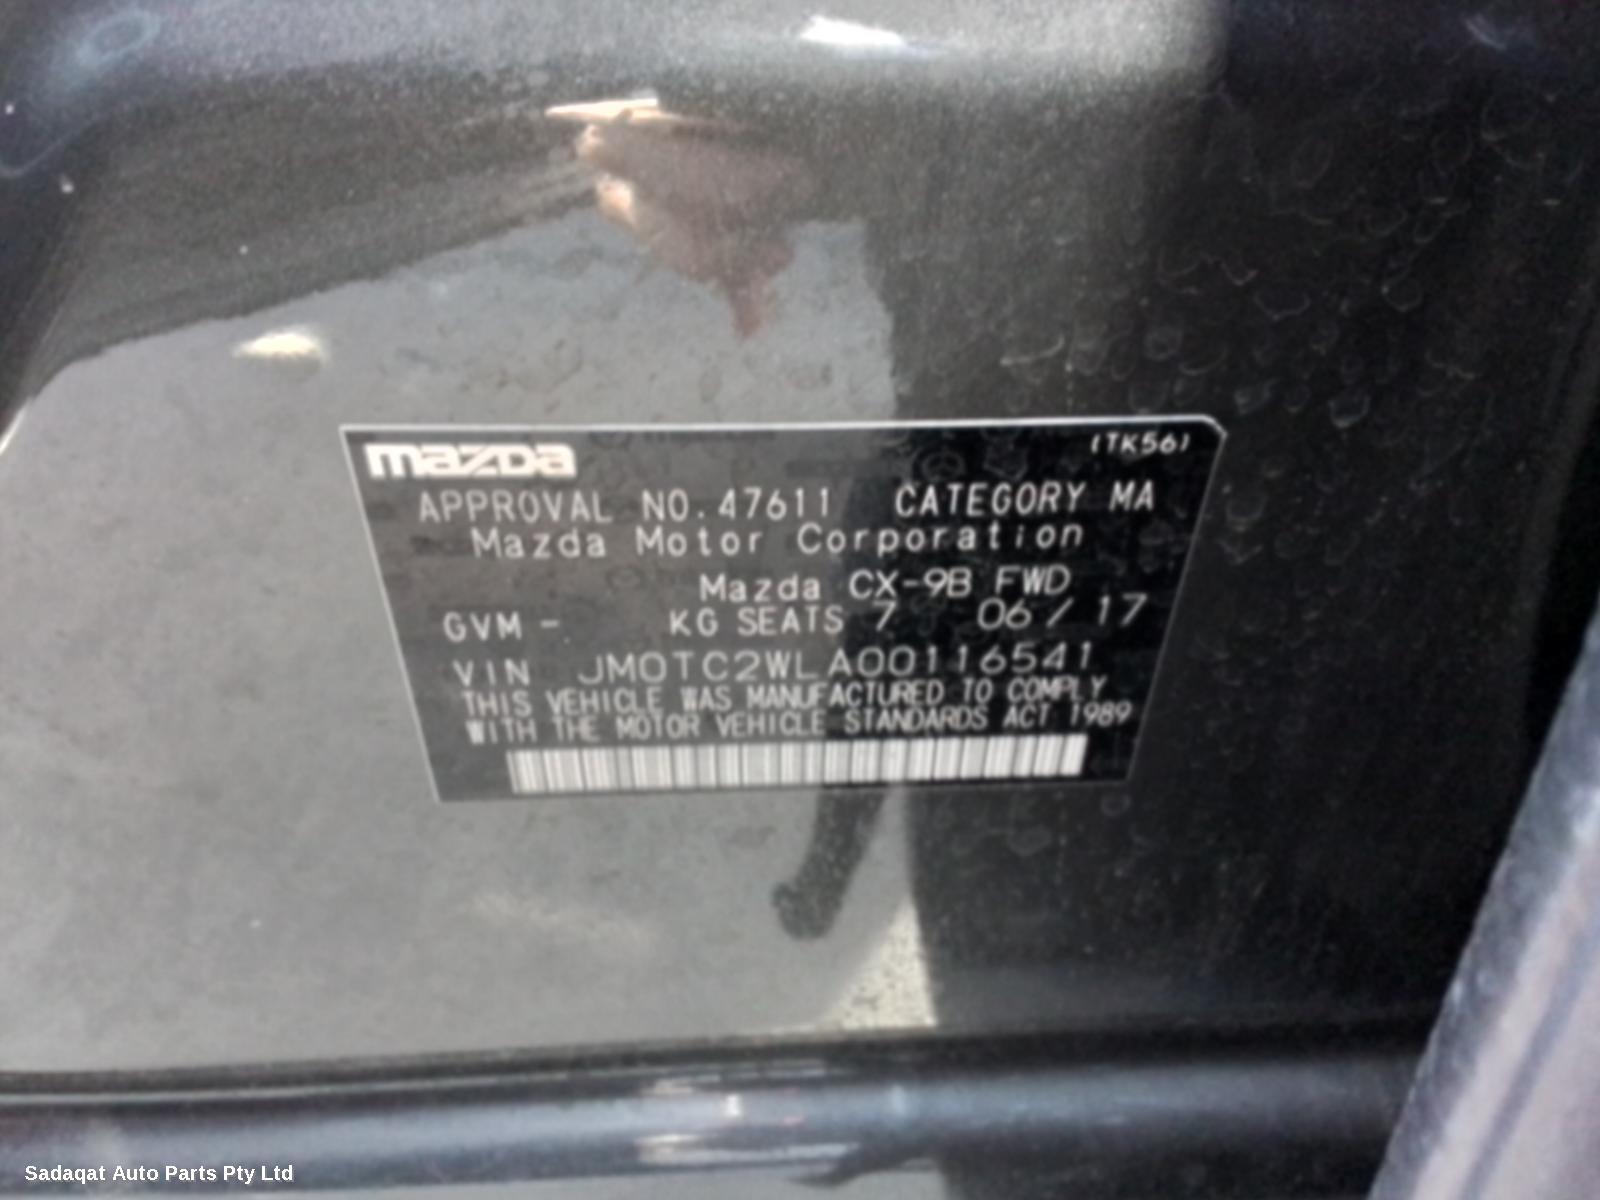 mazda (TK56)
APPROVAL NO.47611 CATEGORY MA
Mazda Motor Corporation
Mazda CX-9B FWD
GVM - KG SEATS 7 06/17
VIN JM0TC2WLA00116541
THIS VEHICLE WAS MANUFACTURED TO COMPLY
WITH THE MOTOR VEHICLE STANDARDS ACT 1989
Sadaqat Auto Parts Pty Ltd